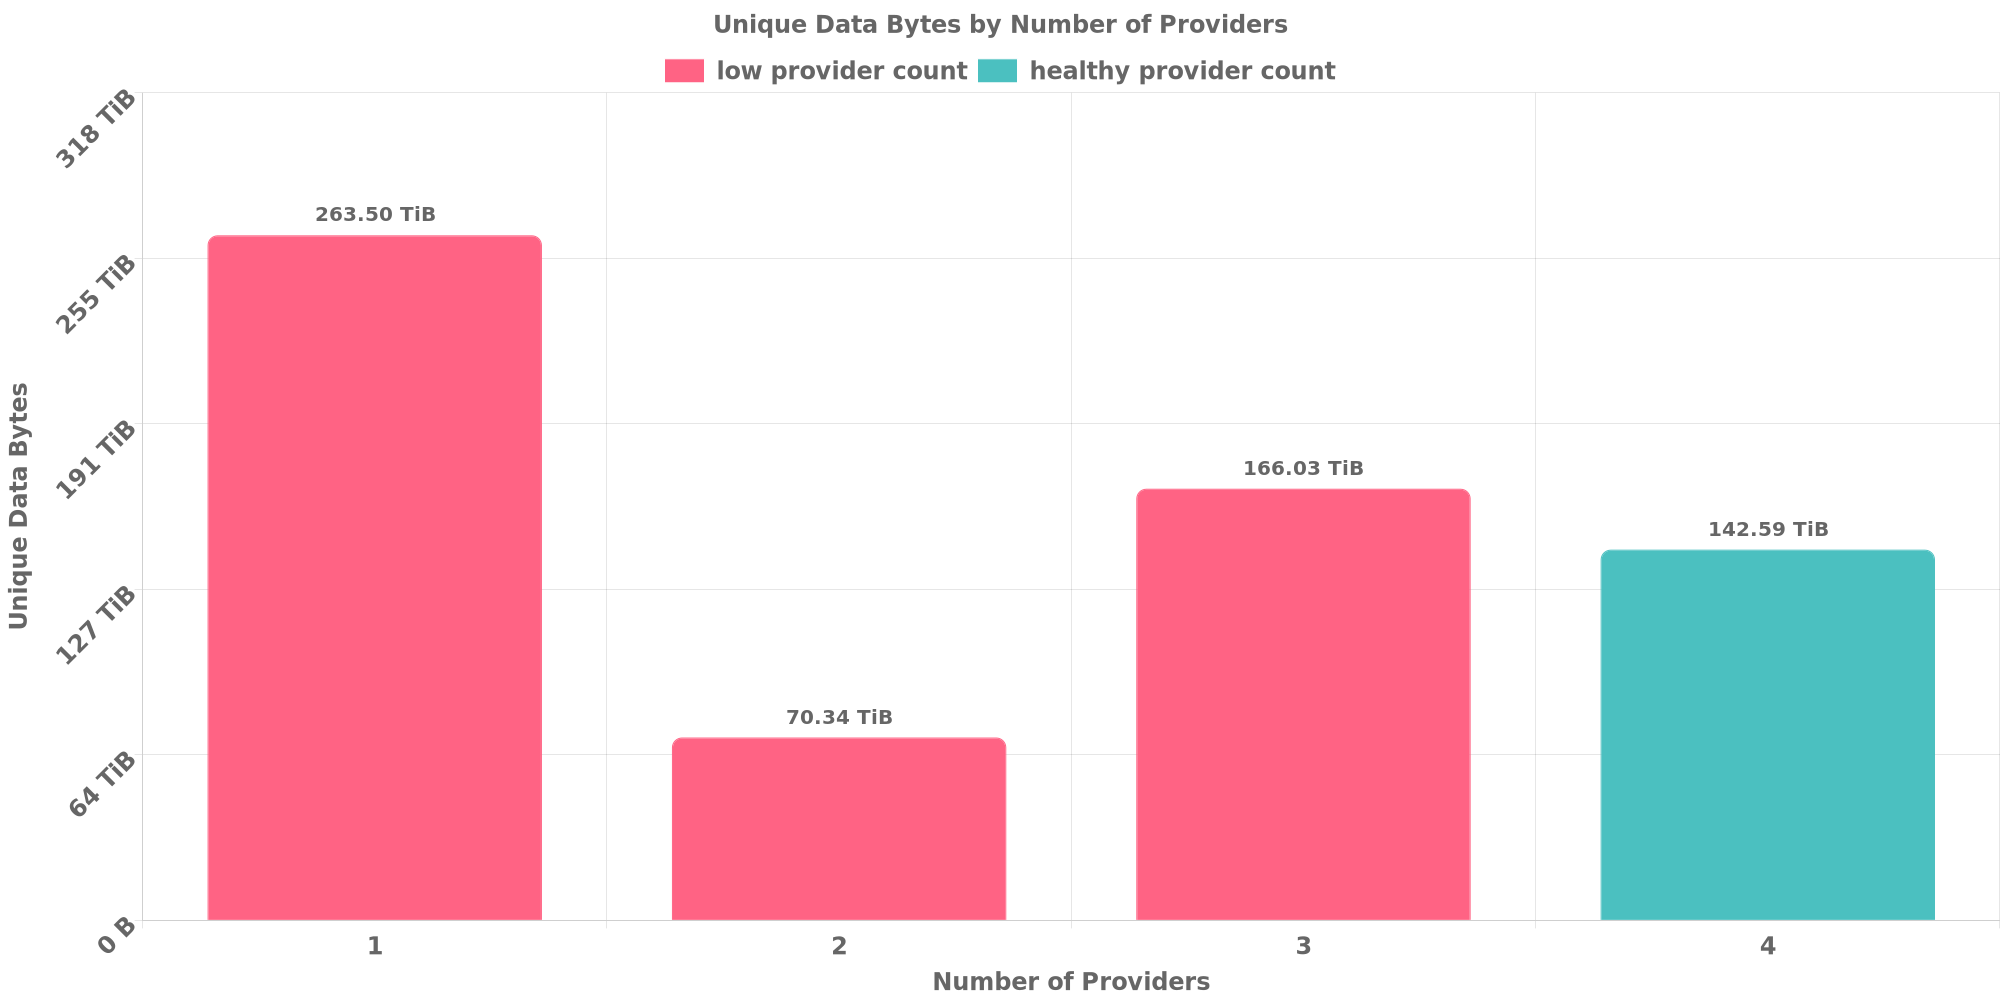 Unique Data Bytes by Number of Providers
low provider count healthy provider count
318 TiB
255 TiB
191 TiB
127 TiB
64 TiB
0 B
Unique Data Bytes
263.50 TiB
70.34 TiB
166.03 TiB
142.59 TiB
1 2 3 4
Number of Providers